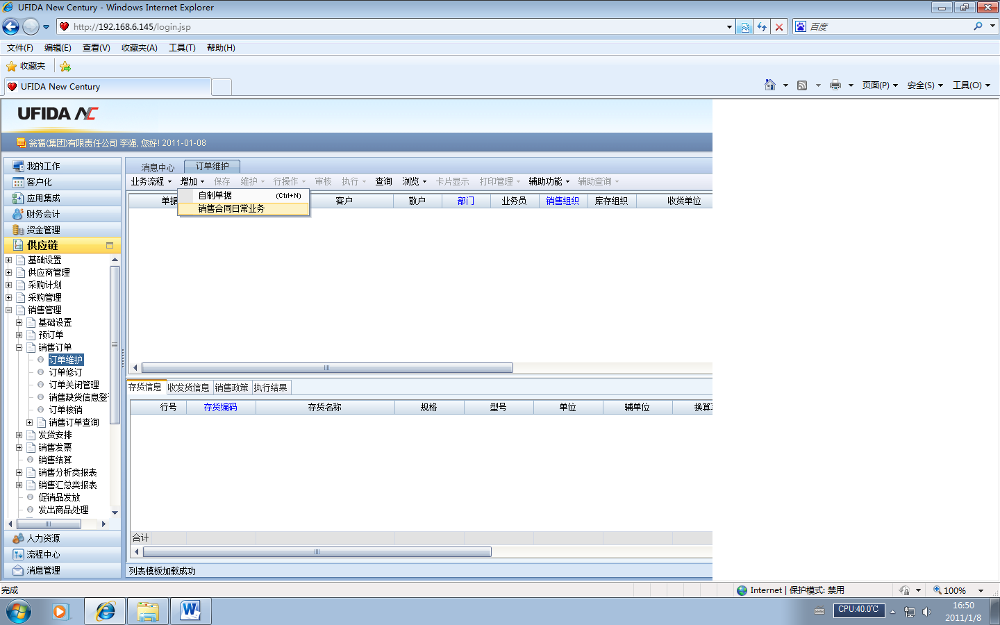 UFIDA New Century - Windows Internet Explorer
http://192.168.6.145/login.jsp
百度
文件(F) 编辑(E) 查看(V) 收藏夹(A) 工具(T) 帮助(H)
收藏夹
UFIDA New Century
页面(P) 安全(S) 工具(O)
UFIDA NC
瓮福(集团)有限责任公司 李强, 您好! 2011-01-08
我的工作
客户化
应用集成
财务会计
资金管理
供应链
基础设置
供应商管理
采购计划
采购管理
销售管理
基础设置
预订单
销售订单
订单维护
订单修订
订单关闭管理
销售缺货信息登
订单核销
销售订单查询
发货安排
销售发票
销售结算
销售分析类报表
销售汇总类报表
促销品发放
发出商品处理
人力资源
流程中心
消息管理
消息中心 订单维护
业务流程 增加 保存 维护 行操作 审核 执行 查询 浏览 卡片显示 打印管理 辅助功能 辅助查询
自制单据 (Ctrl+N)
销售合同日常业务
单据 客户 散户 部门 业务员 销售组织 库存组织 收货单位
存货信息 收发货信息 销售政策 执行结果
行号 存货编码 存货名称 规格 型号 单位 辅单位 换算
合计
列表模板加载成功
完成
Internet | 保护模式: 禁用
100%
CPU:40.0℃
16:50
2011/1/8